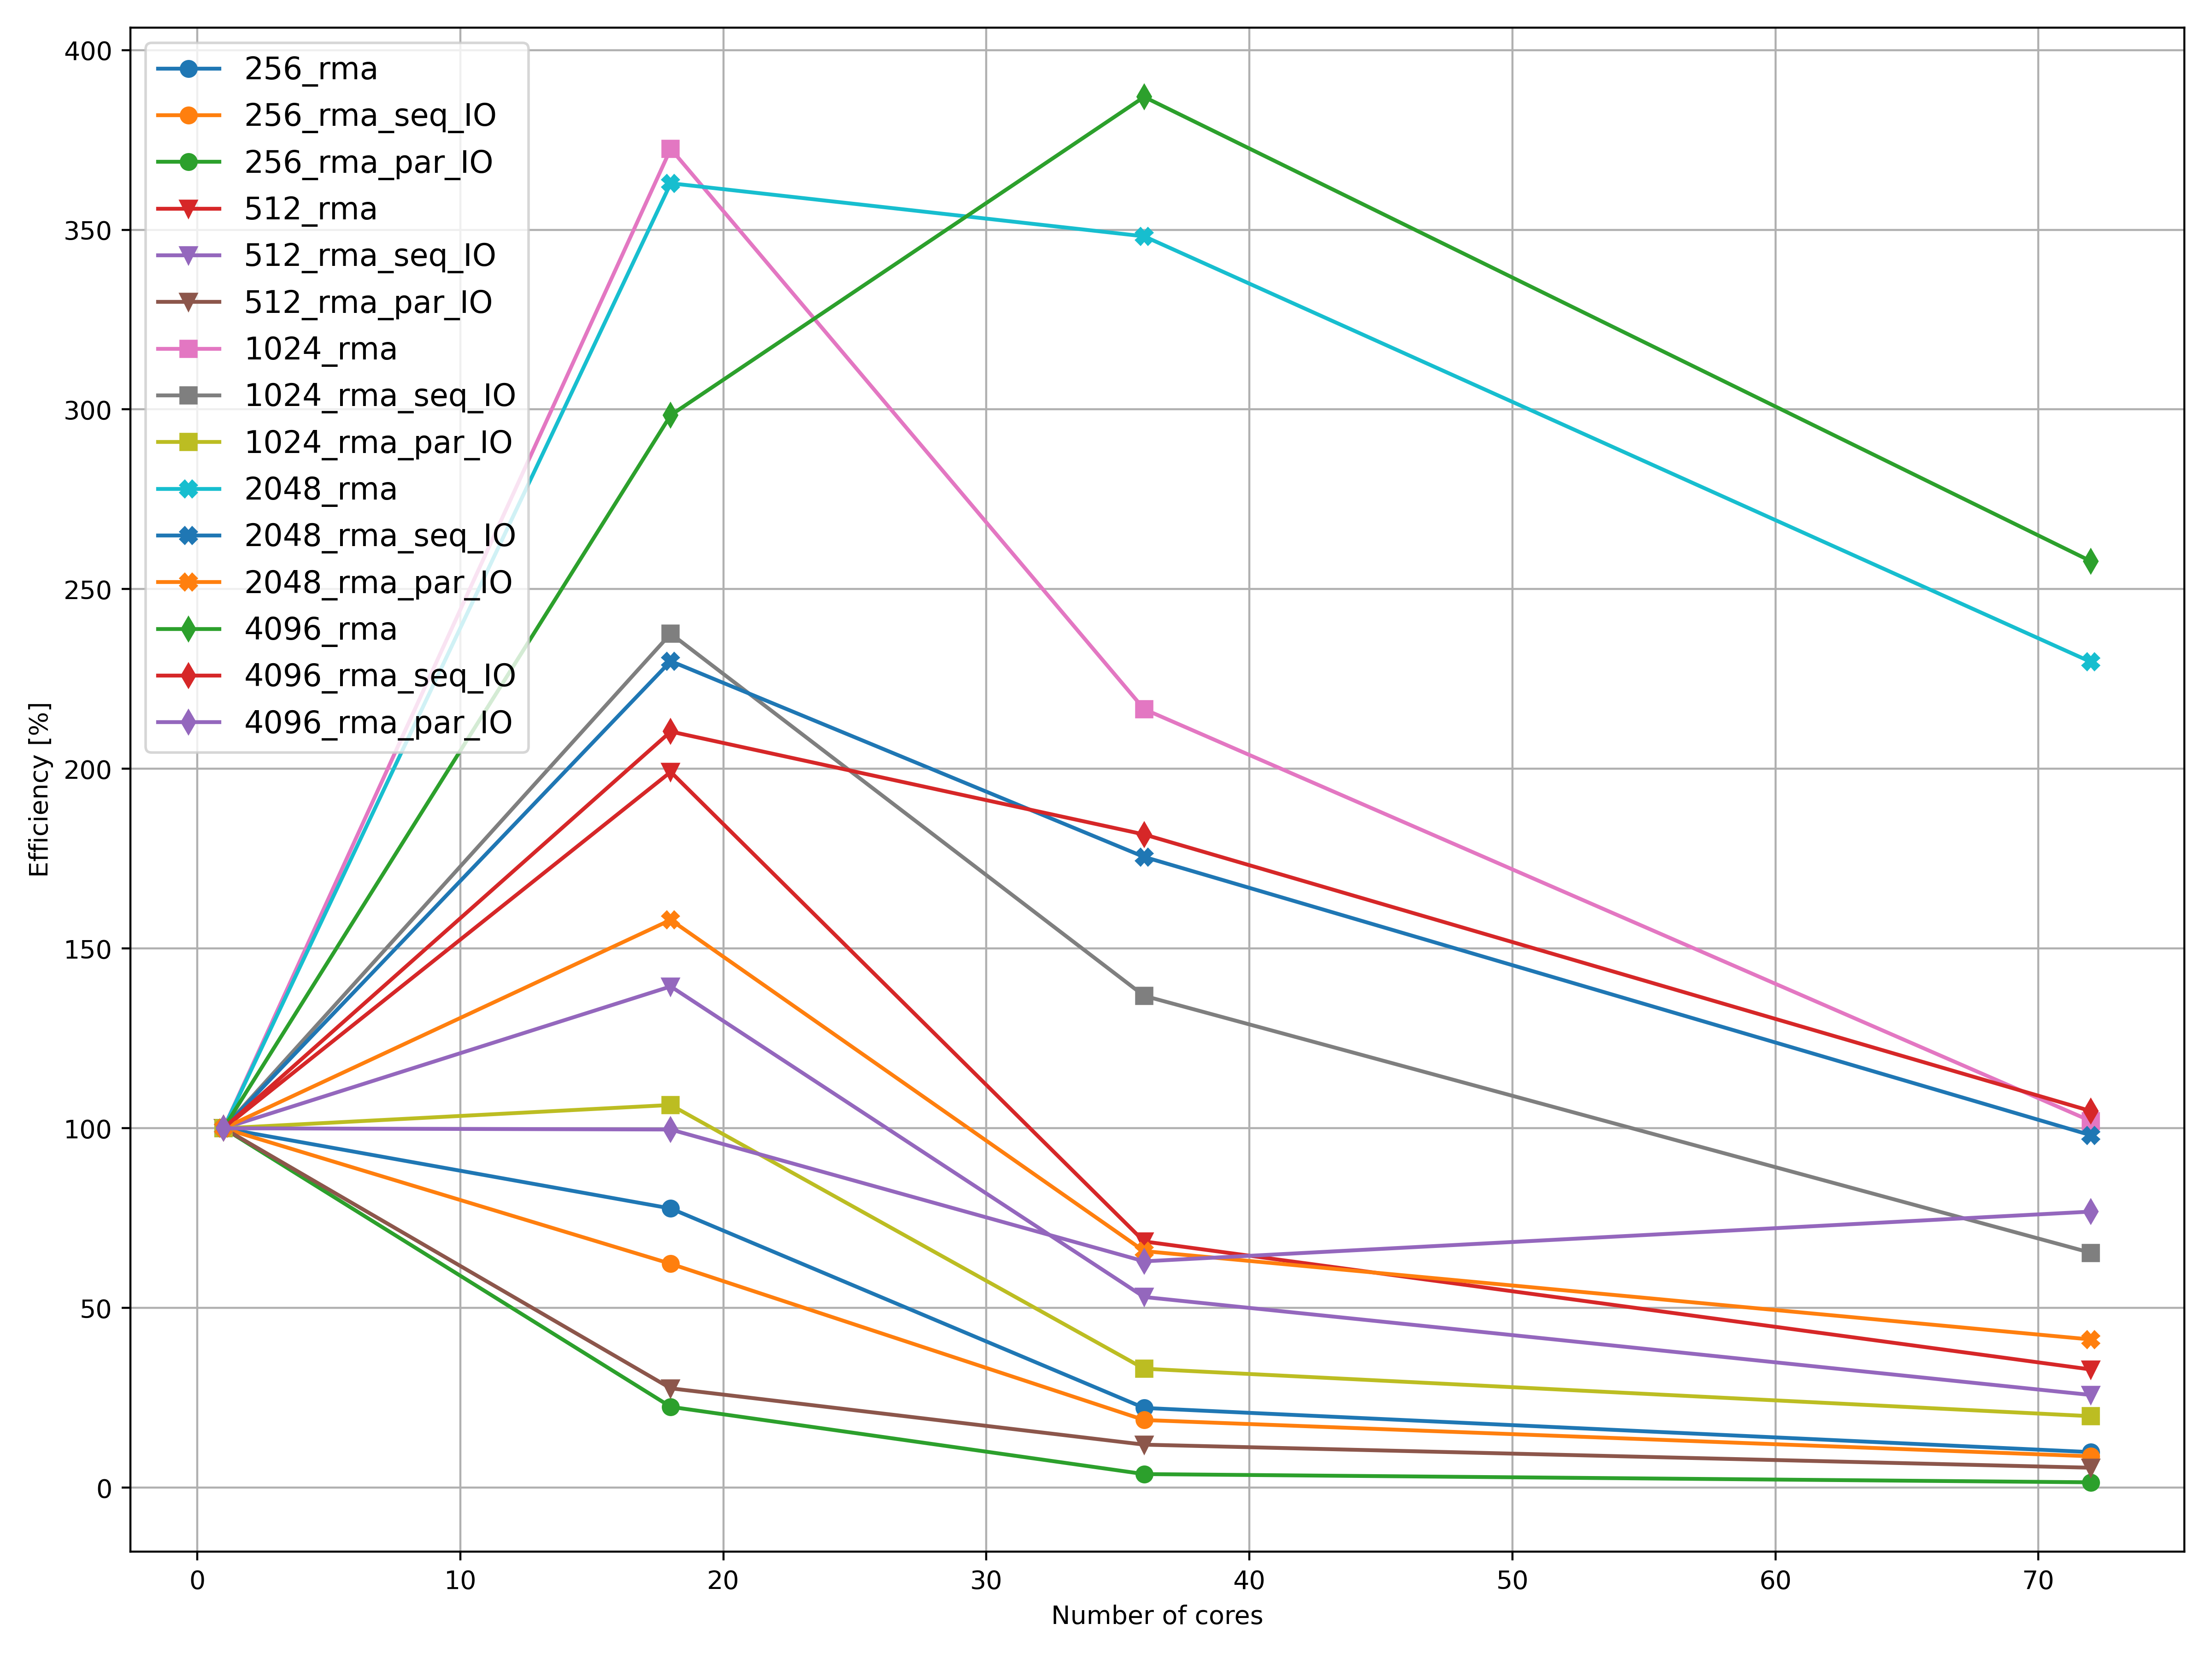 400
350
300
250
200
150
100
50
0
Efficiency [%]
256_rma
256_rma_seq_IO
256_rma_par_IO
512_rma
512_rma_seq_IO
512_rma_par_IO
1024_rma
1024_rma_seq_IO
1024_rma_par_IO
2048_rma
2048_rma_seq_IO
2048_rma_par_IO
4096_rma
4096_rma_seq_IO
4096_rma_par_IO
0 10 20 30 40 50 60 70
Number of cores